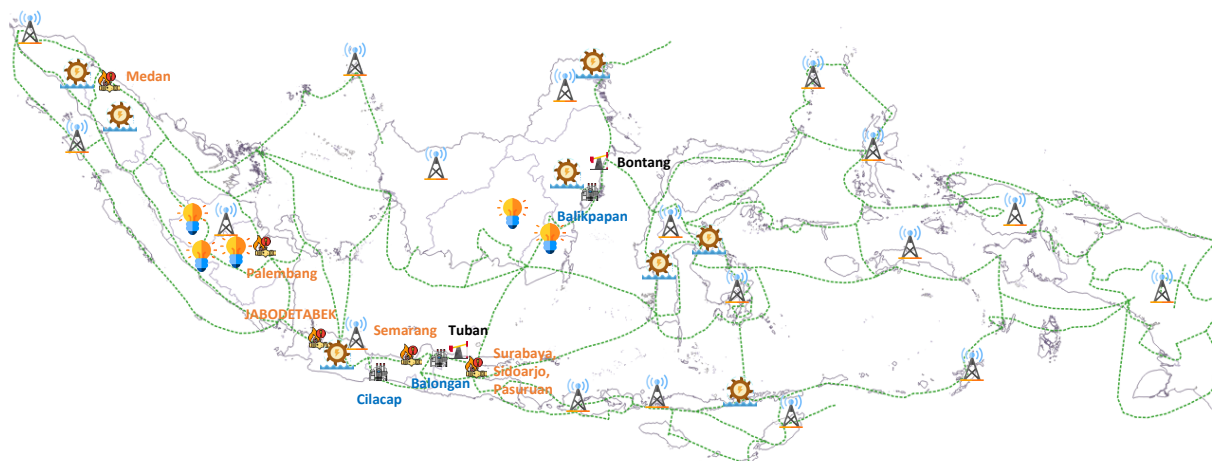 Medan
Bontang
Balikpapan
Palembang
JABODETABEK
Semarang
Tuban
Surabaya,
Sidoarjo,
Pasuruan
Balongan
Cilacap